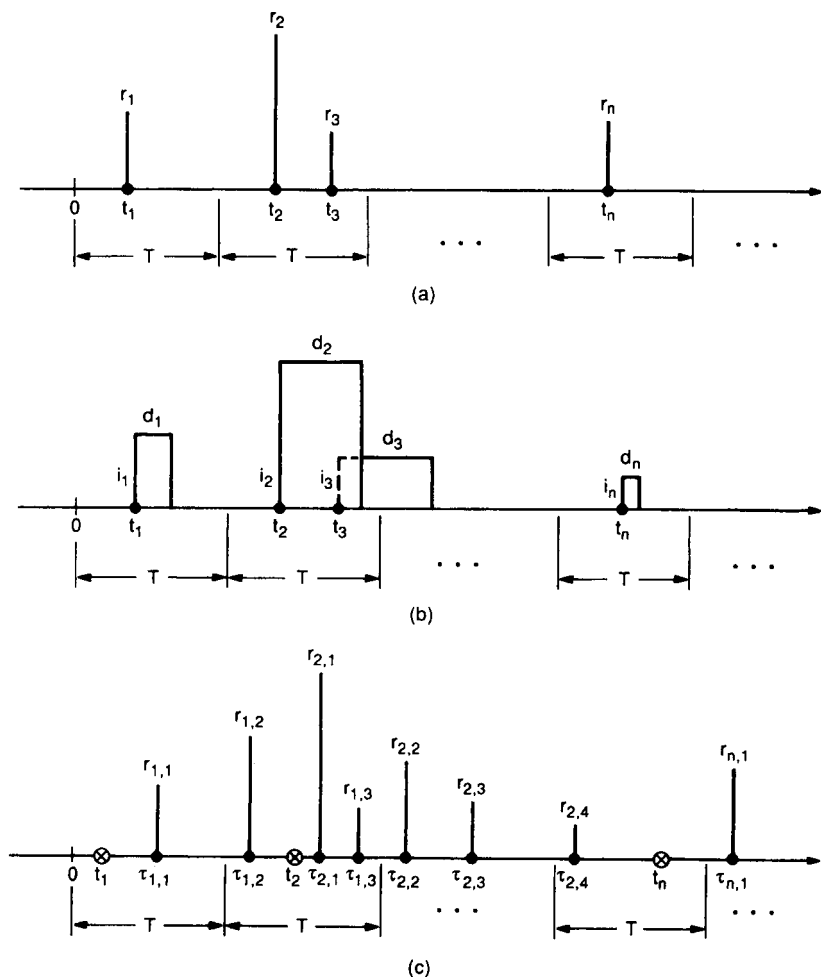 r₂
r₁ r₃ rₙ
0 t₁ t₂ t₃ tₙ
T T . . . T . . .
(a)
d₂
d₁ d₃ dₙ
i₁ i₂ i₃ iₙ
0 t₁ t₂ t₃ tₙ
T T . . . T . . .
(b)
r₂,₁
r₁,₂ r₂,₂ rₙ,₁
r₁,₁ r₁,₃ r₂,₃ r₂,₄
0 t₁ τ₁,₁ τ₁,₂ t₂ τ₂,₁ τ₁,₃ τ₂,₂ τ₂,₃ τ₂,₄ tₙ τₙ,₁
T T . . . T . . .
(c)